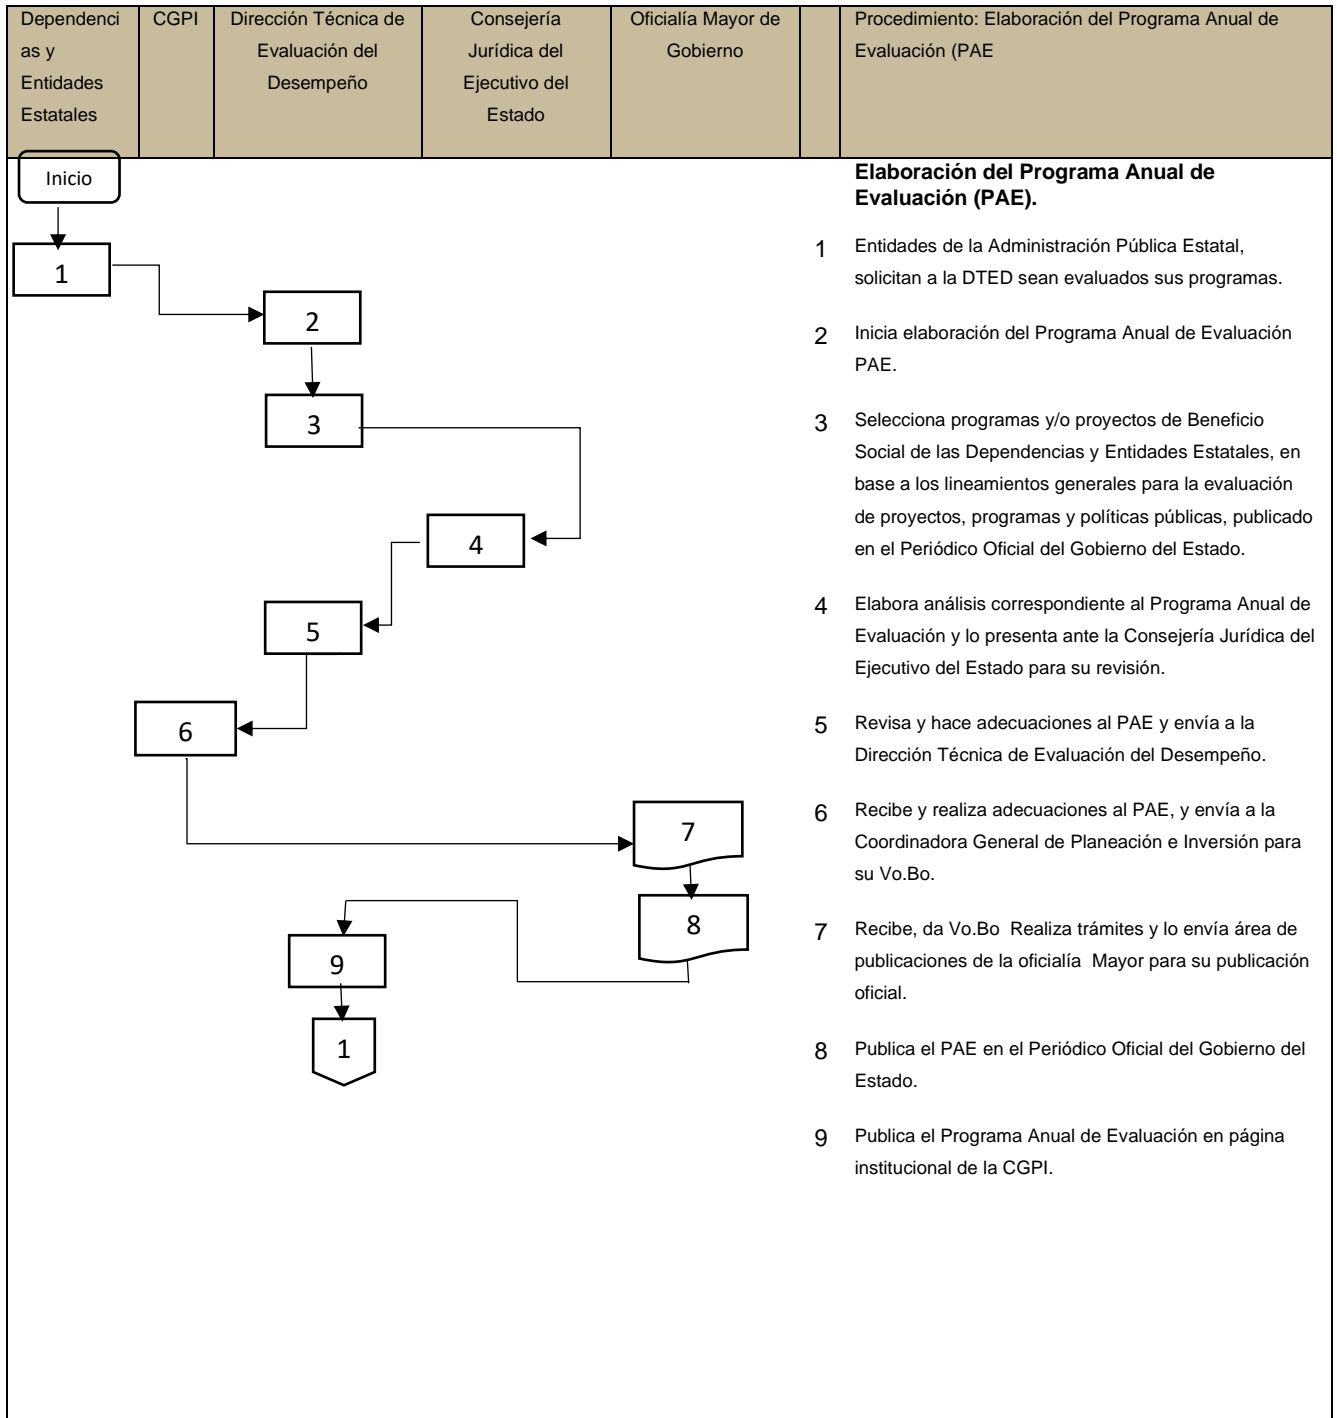 Dependenci
as y
Entidades
Estatales
CGPI
Dirección Técnica de
Evaluación del
Desempeño
Consejería
Jurídica del
Ejecutivo del
Estado
Oficialía Mayor de
Gobierno
Procedimiento: Elaboración del Programa Anual de
Evaluación (PAE
Inicio
1
2
3
4
5
6
7
8
9
1
Elaboración del Programa Anual de
Evaluación (PAE).
1 Entidades de la Administración Pública Estatal,
solicitan a la DTED sean evaluados sus programas.
2 Inicia elaboración del Programa Anual de Evaluación
PAE.
3 Selecciona programas y/o proyectos de Beneficio
Social de las Dependencias y Entidades Estatales, en
base a los lineamientos generales para la evaluación
de proyectos, programas y políticas públicas, publicado
en el Periódico Oficial del Gobierno del Estado.
4 Elabora análisis correspondiente al Programa Anual de
Evaluación y lo presenta ante la Consejería Jurídica del
Ejecutivo del Estado para su revisión.
5 Revisa y hace adecuaciones al PAE y envía a la
Dirección Técnica de Evaluación del Desempeño.
6 Recibe y realiza adecuaciones al PAE, y envía a la
Coordinadora General de Planeación e Inversión para
su Vo.Bo.
7 Recibe, da Vo.Bo Realiza trámites y lo envía área de
publicaciones de la oficialía Mayor para su publicación
oficial.
8 Publica el PAE en el Periódico Oficial del Gobierno del
Estado.
9 Publica el Programa Anual de Evaluación en página
institucional de la CGPI.